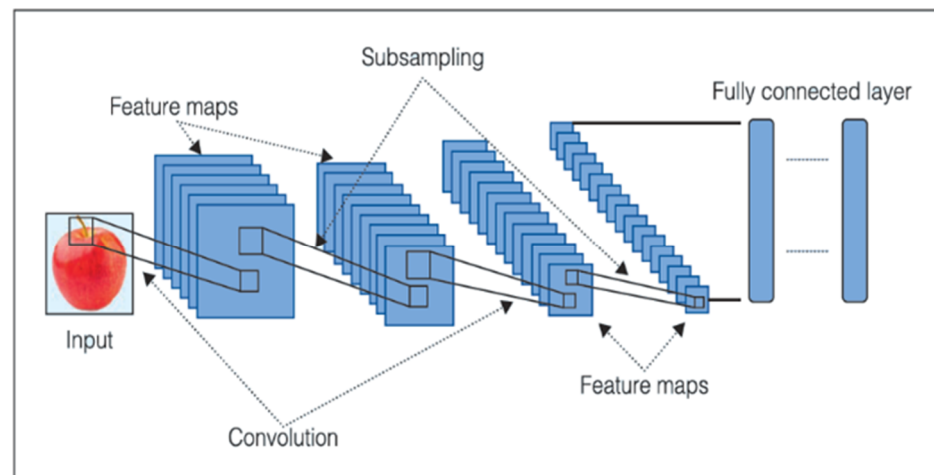 Subsampling
Fully connected layer
Feature maps
Input
Feature maps
Convolution